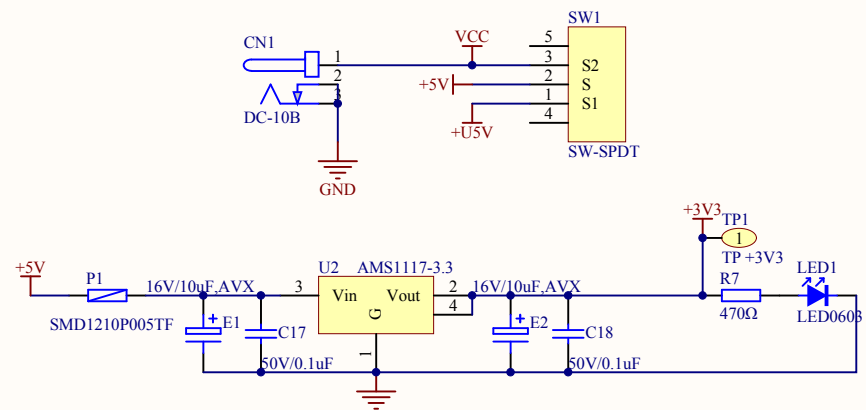 SW1
CN1
VCC
5
1
3
S2
2
+5V
2
S
3
1
S1
DC-10B
4
+U5V
SW-SPDT
GND
+3V3
TP1
1
+5V
TP +3V3
P1
U2
AMS1117-3.3
R7
LED1
16V/10uF,AVX
3
Vin
Vout
2
16V/10uF,AVX
4
G
SMD1210P005TF
+
E1
C17
+
E2
C18
470Ω
LED0603
1
50V/0.1uF
50V/0.1uF